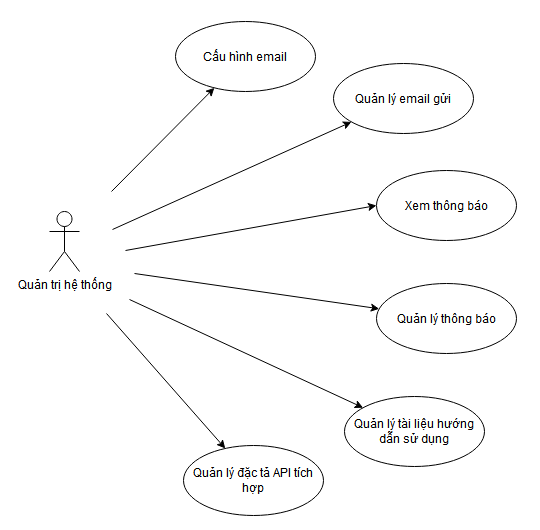 Cấu hình email
Quản lý email gửi
Xem thông báo
Quản trị hệ thống
Quản lý thông báo
Quản lý tài liệu hướng
dẫn sử dụng
Quản lý đặc tả API tích
hợp